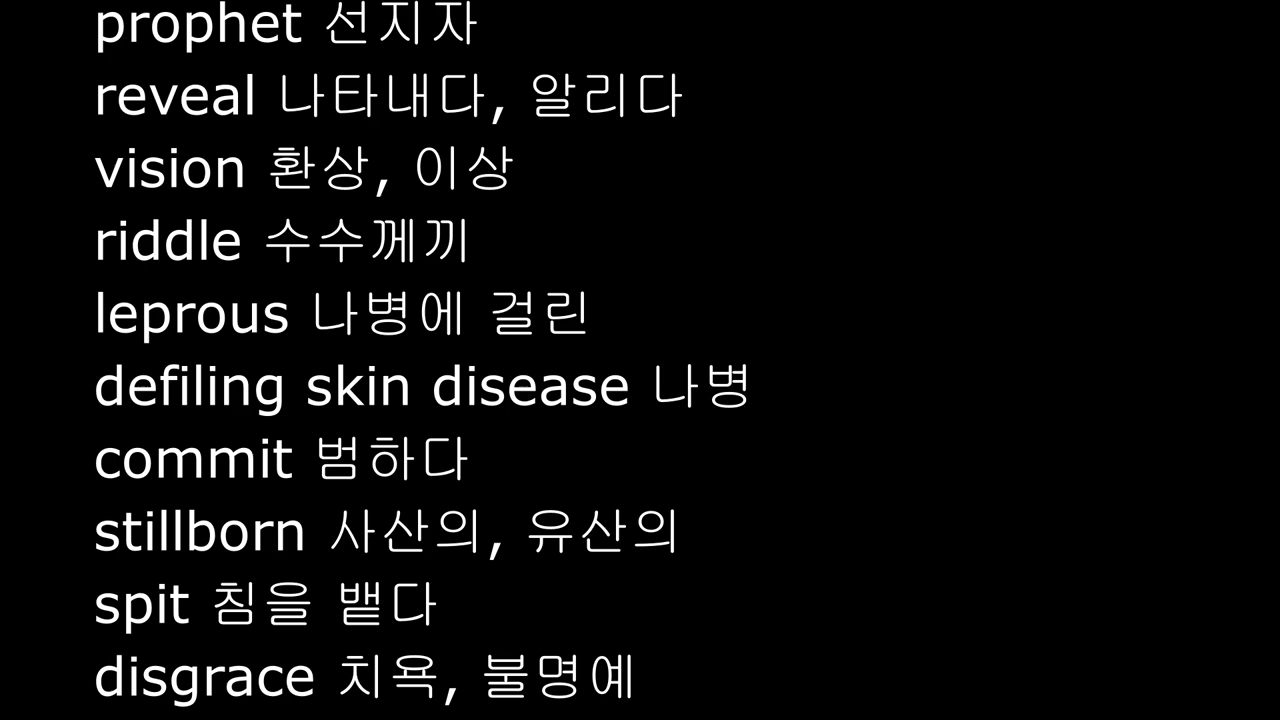 prophet 선지자
reveal 나타내다, 알리다
vision 환상, 이상
riddle 수수께끼
leprous 나병에 걸린
defiling skin disease 나병
commit 범하다
stillborn 사산의, 유산의
spit 침을 뱉다
disgrace 치욕, 불명예